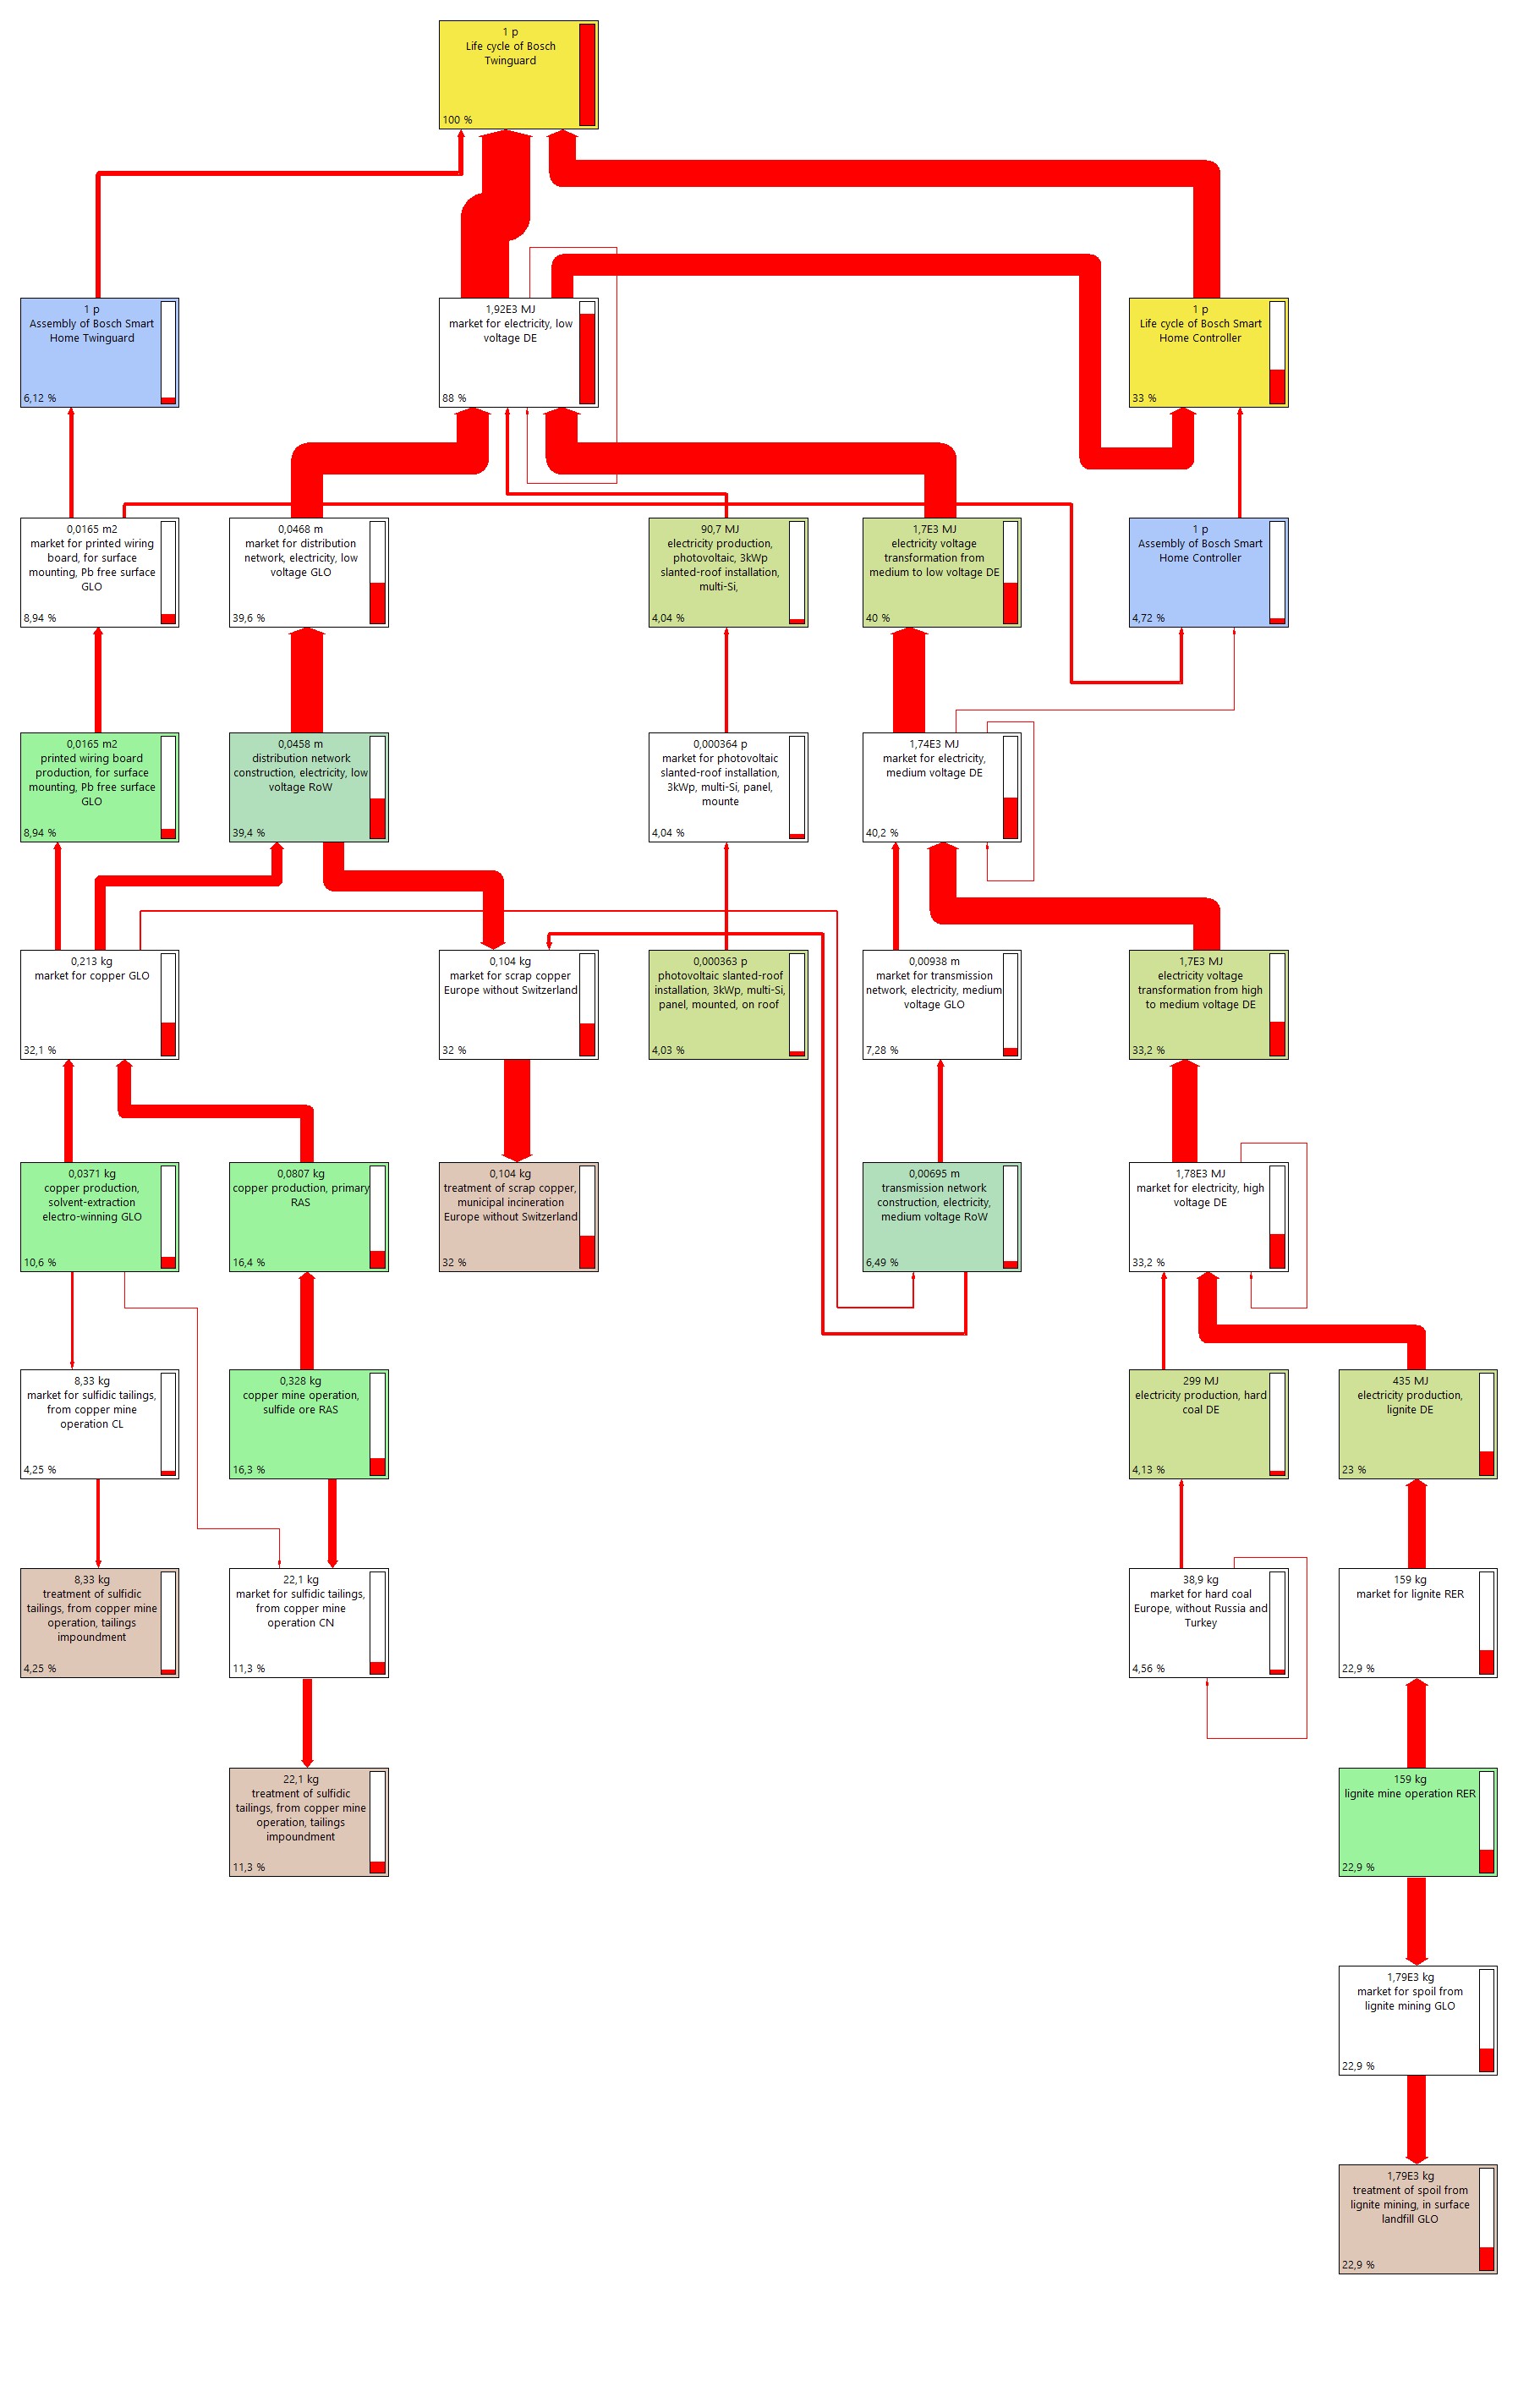 1 p
Life cycle of Bosch
Twinguard
100 %
1 p
Assembly of Bosch Smart
Home Twinguard
6,12 %
1,92E3 MJ
market for electricity, low
voltage DE
88 %
1 p
Life cycle of Bosch Smart
Home Controller
33 %
0,0165 m2
market for printed wiring
board, for surface
mounting, Pb free surface
GLO
8,94 %
0,0468 m
market for distribution
network, electricity, low
voltage GLO
39,6 %
90,7 MJ
electricity production,
photovoltaic, 3kWp
slanted-roof installation,
multi-Si,
4,04 %
1,7E3 MJ
electricity voltage
transformation from
medium to low voltage DE
40 %
1 p
Assembly of Bosch Smart
Home Controller
4,72 %
0,0165 m2
printed wiring board
production, for surface
mounting, Pb free surface
GLO
8,94 %
0,0458 m
distribution network
construction, electricity, low
voltage RoW
39,4 %
0,000364 p
market for photovoltaic
slanted-roof installation,
3kWp, multi-Si, panel,
mounte
4,04 %
1,74E3 MJ
market for electricity,
medium voltage DE
40,2 %
0,213 kg
market for copper GLO
32,1 %
0,104 kg
market for scrap copper
Europe without Switzerland
32 %
0,000363 p
photovoltaic slanted-roof
installation, 3kWp, multi-Si,
panel, mounted, on roof
4,03 %
0,00938 m
market for transmission
network, electricity, medium
voltage GLO
7,28 %
1,7E3 MJ
electricity voltage
transformation from high
to medium voltage DE
33,2 %
0,0371 kg
copper production,
solvent-extraction
electro-winning GLO
10,6 %
0,0807 kg
copper production, primary
RAS
16,4 %
0,104 kg
treatment of scrap copper,
municipal incineration
Europe without Switzerland
32 %
0,00695 m
transmission network
construction, electricity,
medium voltage RoW
6,49 %
1,78E3 MJ
market for electricity, high
voltage DE
33,2 %
8,33 kg
market for sulfidic tailings,
from copper mine
operation CL
4,25 %
0,328 kg
copper mine operation,
sulfide ore RAS
16,3 %
299 MJ
electricity production, hard
coal DE
4,13 %
435 MJ
electricity production,
lignite DE
23 %
8,33 kg
treatment of sulfidic
tailings, from copper mine
operation, tailings
impoundment
4,25 %
22,1 kg
market for sulfidic tailings,
from copper mine
operation CN
11,3 %
38,9 kg
market for hard coal
Europe, without Russia and
Turkey
4,56 %
159 kg
market for lignite RER
22,9 %
22,1 kg
treatment of sulfidic
tailings, from copper mine
operation, tailings
impoundment
11,3 %
159 kg
lignite mine operation RER
22,9 %
1,79E3 kg
market for spoil from
lignite mining GLO
22,9 %
1,79E3 kg
treatment of spoil from
lignite mining, in surface
landfill GLO
22,9 %